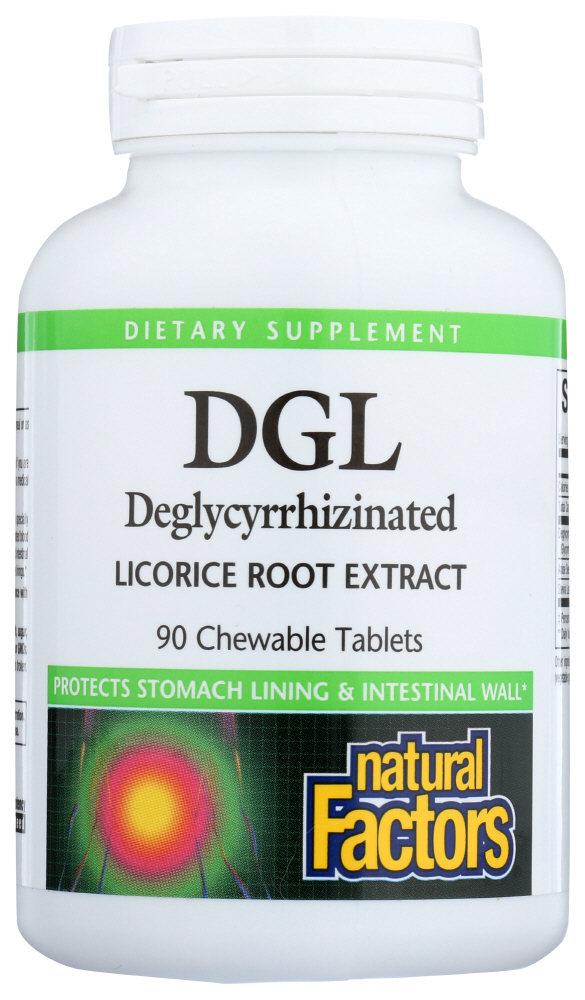 DIETARY SUPPLEMENT
DGL
Deglycyrrhizinated
LICORICE ROOT EXTRACT
90 Chewable Tablets
PROTECTS STOMACH LINING & INTESTINAL WALL*
natural
Factors